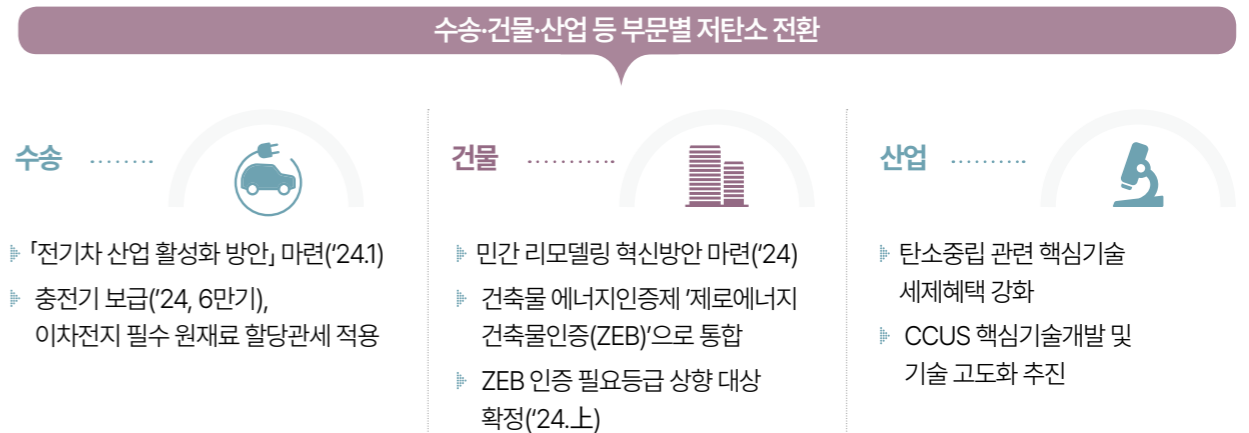 수송·건물·산업 등 부문별 저탄소 전환
수송
「전기차 산업 활성화 방안」 마련('24.1)
충전기 보급('24, 6만기),
이차전지 필수 원재료 할당관세 적용
건물
민간 리모델링 혁신방안 마련('24)
건축물 에너지인증제 '제로에너지
건축물인증(ZEB)'으로 통합
ZEB 인증 필요등급 상향 대상
확정('24.上)
산업
탄소중립 관련 핵심기술
세제혜택 강화
CCUS 핵심기술개발 및
기술 고도화 추진